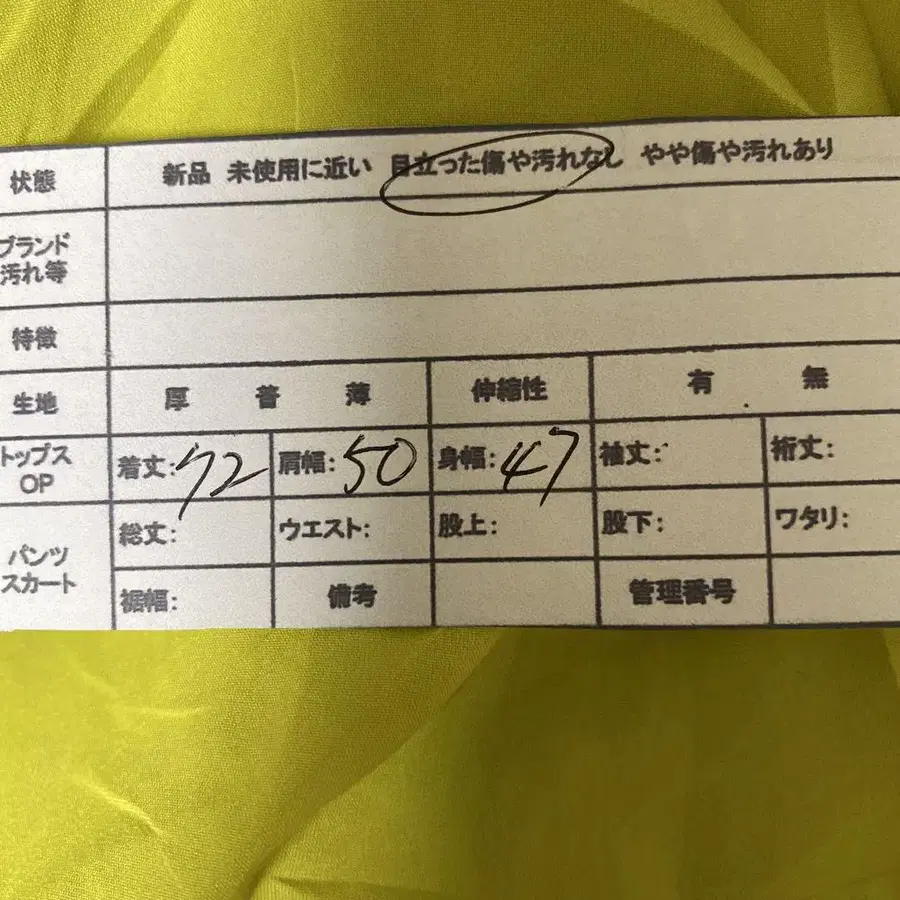 状態 新品 未使用に近い 目立った傷や汚れなし やや傷や汚れあり
ブランド
汚れ等
特徴
生地 厚 普 薄 伸縮性 有 無
トップス
OP
着丈:72 肩幅:50 身幅:47 袖丈: 裄丈:
パンツ
スカート
総丈: ウエスト: 股上: 股下: ワタリ:
裾幅: 備考 管理番号